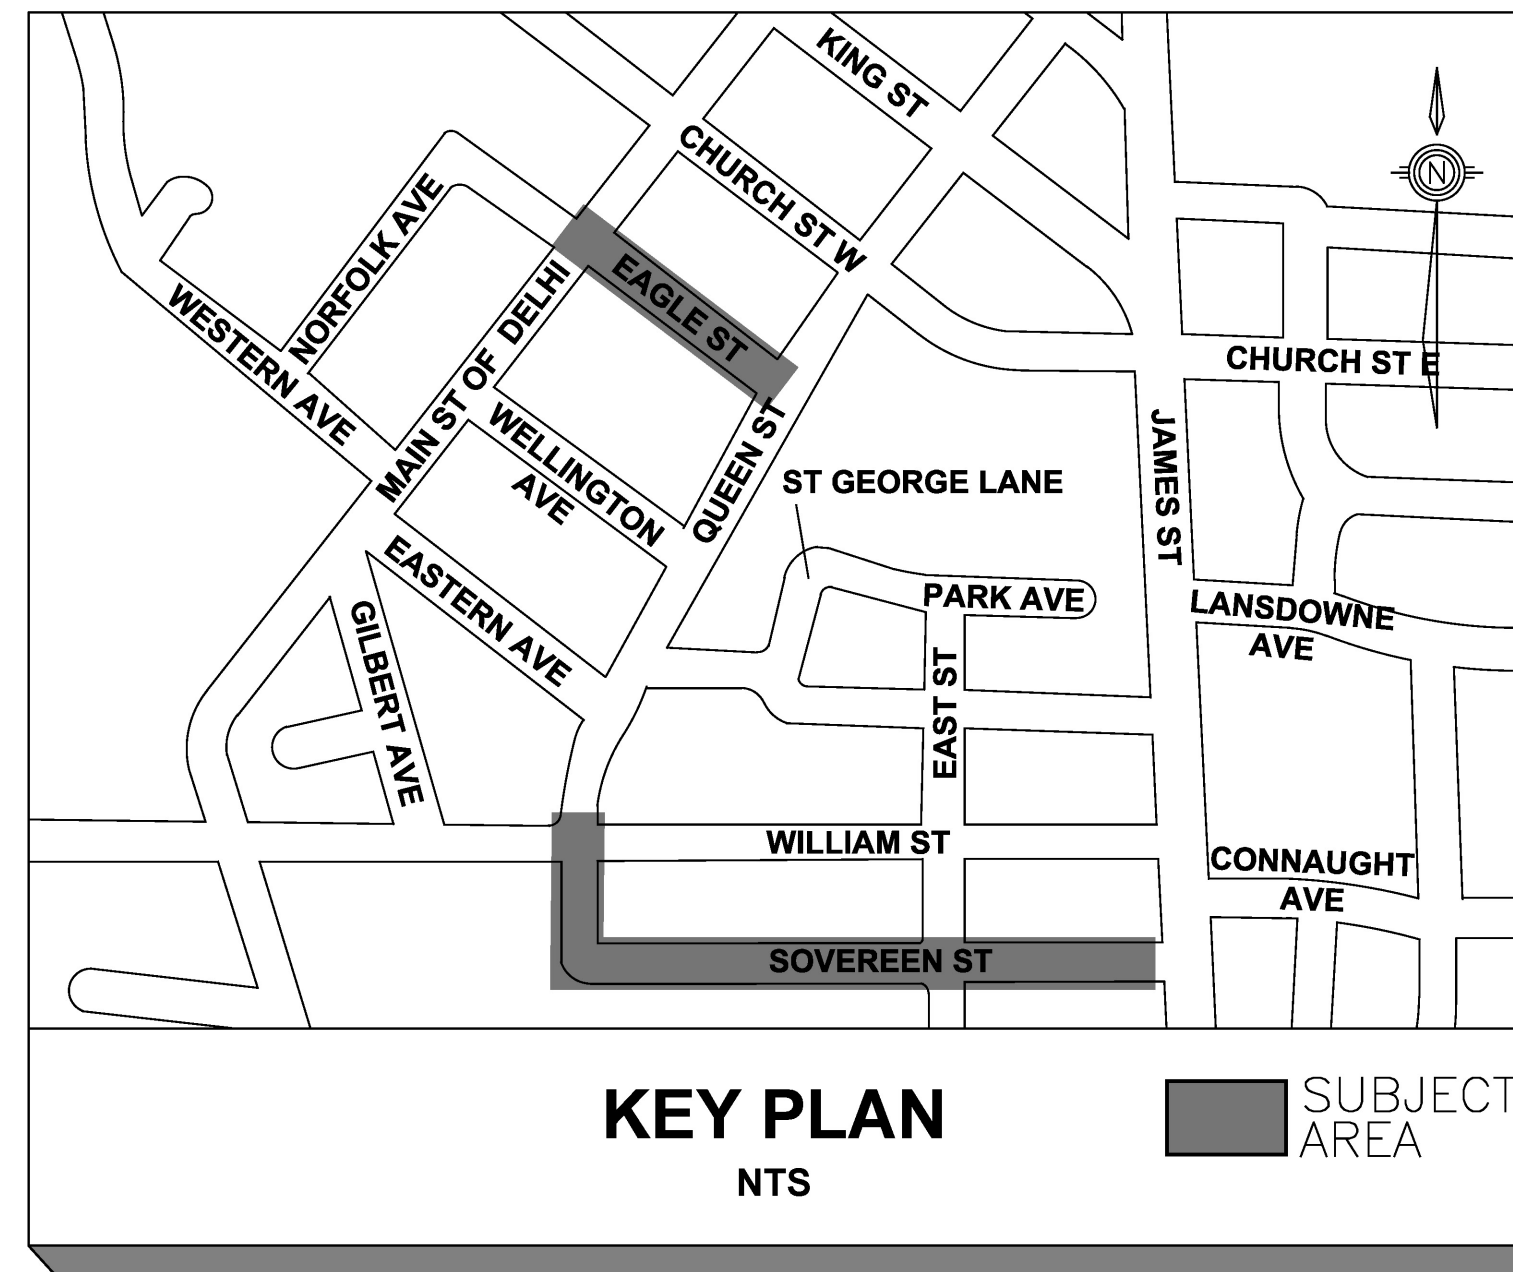 KING ST
CHURCH ST W
NORFOLK AVE
EAGLE ST
WESTERN AVE
MAIN ST OF DELHI
CHURCH ST E
WELLINGTON
AVE
QUEEN ST
JAMES ST
ST GEORGE LANE
EASTERN AVE
GILBERT AVE
PARK AVE
LANSDOWNE
AVE
EAST ST
WILLIAM ST
CONNAUGHT
AVE
SOVEREEN ST
N
KEY PLAN
NTS
SUBJECT
AREA